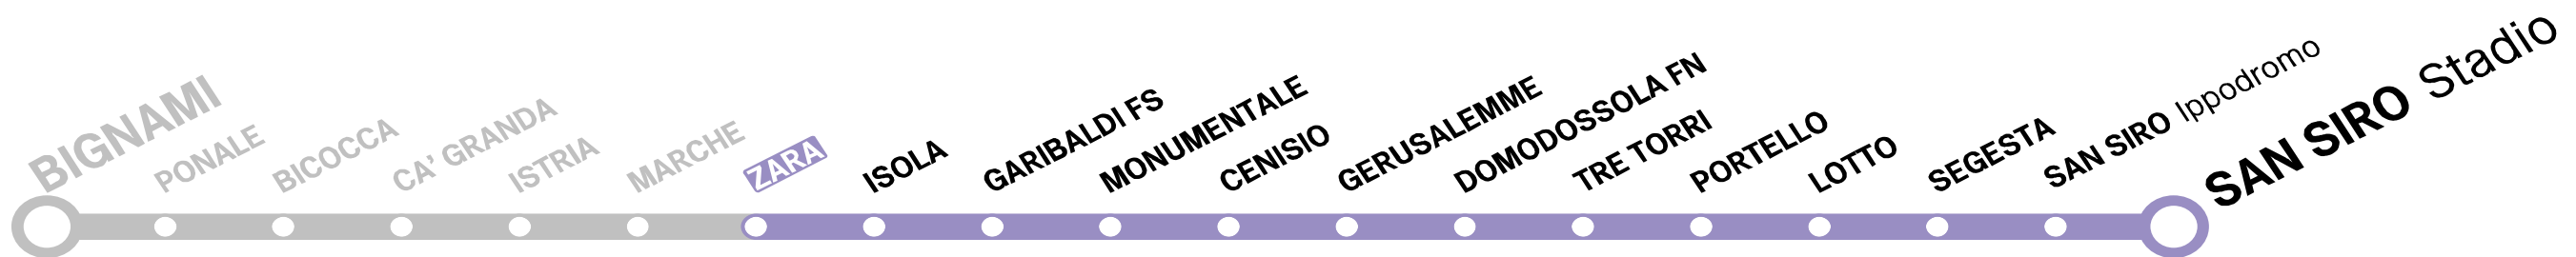 BIGNAMI
PONALE
BICOCCA
CA' GRANDA
ISTRIA
MARCHE
ZARA
ISOLA
GARIBALDI FS
MONUMENTALE
CENISIO
GERUSALEMME
DOMODOSSOLA FN
TRE TORRI
PORTELLO
LOTTO
SEGESTA
SAN SIRO Ippodromo
SAN SIRO Stadio